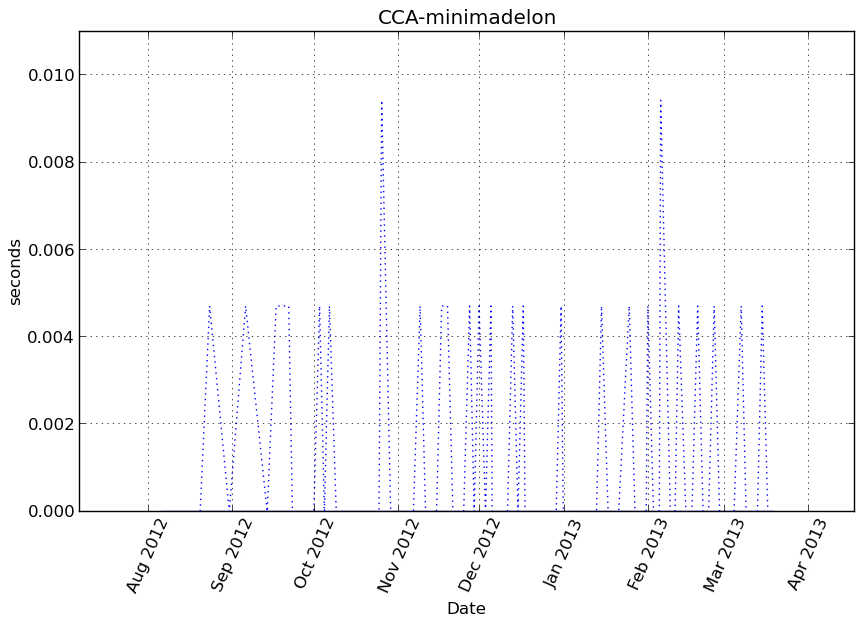 CCA-minimadelon
0.010
0.008
0.006
0.004
0.002
0.000
seconds
Aug 2012
Sep 2012
Oct 2012
Nov 2012
Dec 2012
Jan 2013
Feb 2013
Mar 2013
Apr 2013
Date